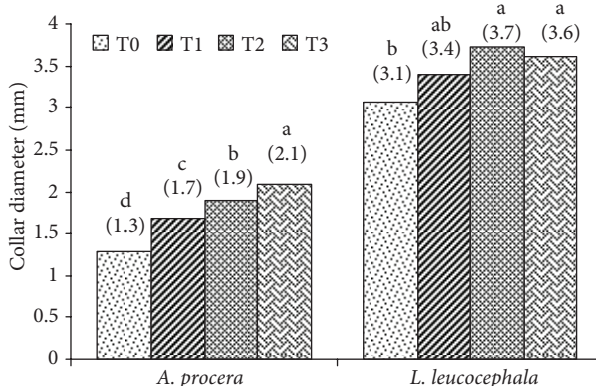 Collar diameter (mm)
4
3.5
3
2.5
2
1.5
1
0.5
0
T0 T1 T2 T3
d
(1.3)
c
(1.7)
b
(1.9)
a
(2.1)
b
(3.1)
ab
(3.4)
a
(3.7)
a
(3.6)
A. procera
L. leucocephala